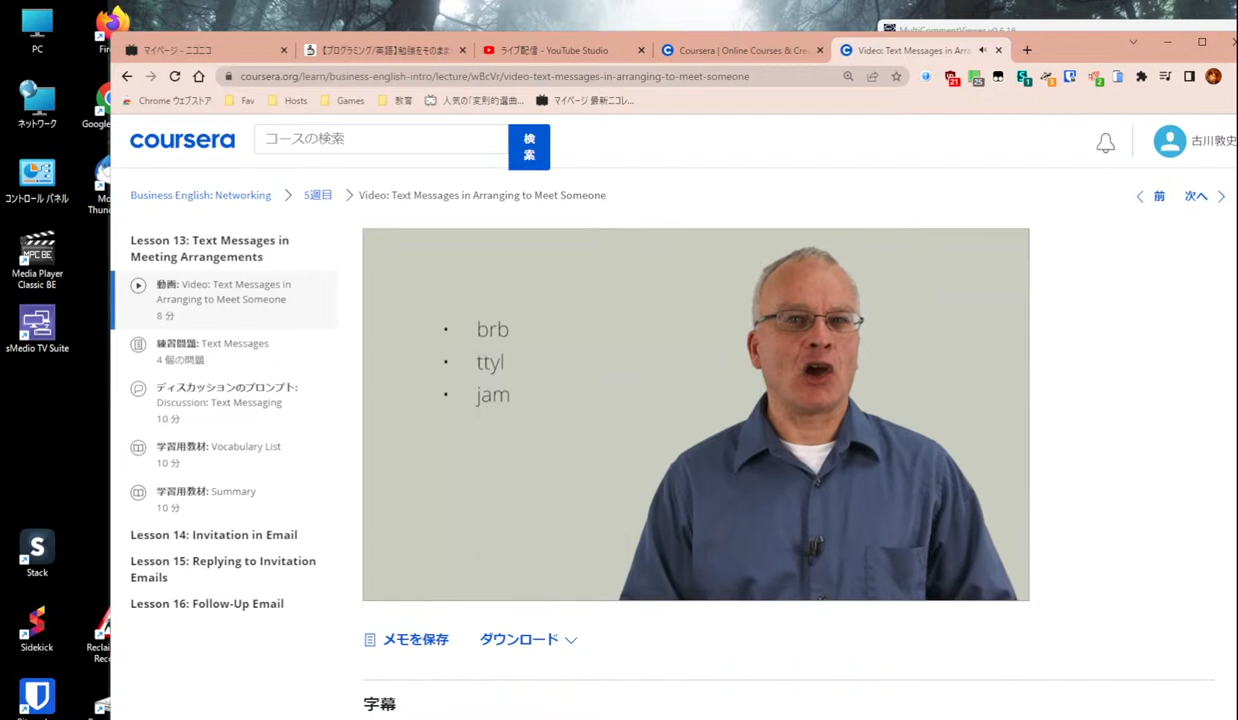 PC
ネットワーク
コントロール パネル
Media Player
Classic BE
sMedio TV Suite
Stack
Sidekick
マイページ - ニコニコ
【プログラミング/英語】勉強をそのまま
ライブ配信 - YouTube Studio
Coursera | Online Courses & Cre
Video: Text Messages in Arra
coursera.org/learn/business-english-intro/lecture/wBcVr/video-text-messages-in-arranging-to-meet-someone
Chrome ウェブストア
Fav
Hosts
Games
教育
人気の「変則的選曲...
マイページ 最新ニコレ...
coursera
コースの検索
検
索
古川敦史
Business English: Networking
5週目
Video: Text Messages in Arranging to Meet Someone
前
次へ
Lesson 13: Text Messages in
Meeting Arrangements
動画: Video: Text Messages in
Arranging to Meet Someone
8 分
練習問題: Text Messages
4 個の問題
ディスカッションのプロンプト:
Discussion: Text Messaging
10 分
学習用教材: Vocabulary List
10 分
学習用教材: Summary
10 分
Lesson 14: Invitation in Email
Lesson 15: Replying to Invitation
Emails
Lesson 16: Follow-Up Email
· brb
· ttyl
· jam
メモを保存
ダウンロード
字幕